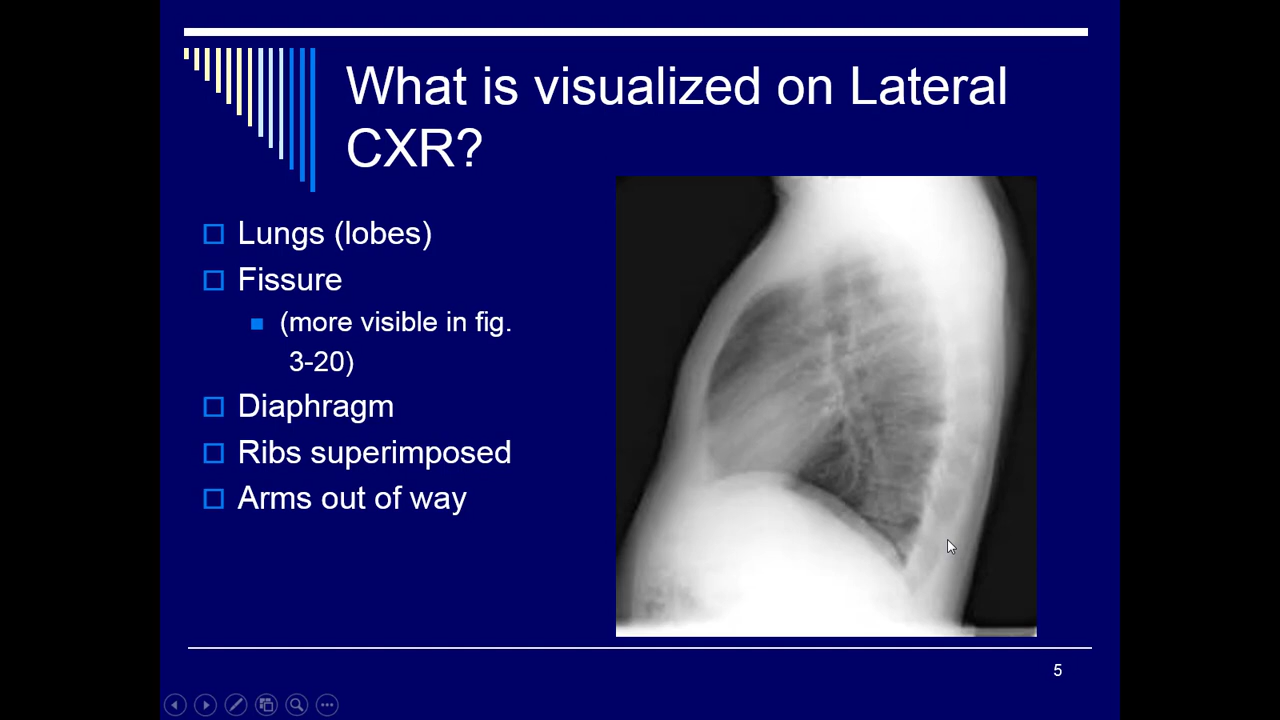 What is visualized on Lateral
CXR?
Lungs (lobes)
Fissure
(more visible in fig.
3-20)
Diaphragm
Ribs superimposed
Arms out of way
5